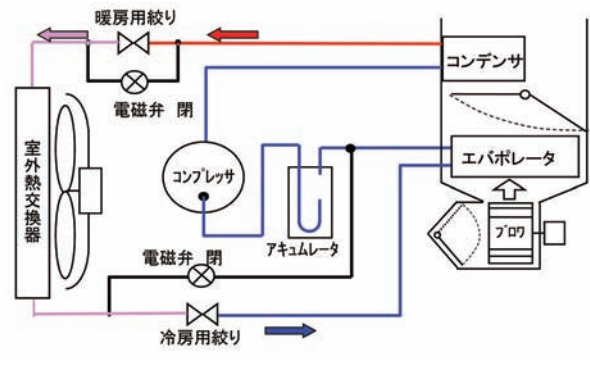 暖房用絞り
電磁弁 閉
コンデンサ
室外熱交換器
コンプレッサ
アキュムレータ
エバポレータ
ブロワ
電磁弁 閉
冷房用絞り